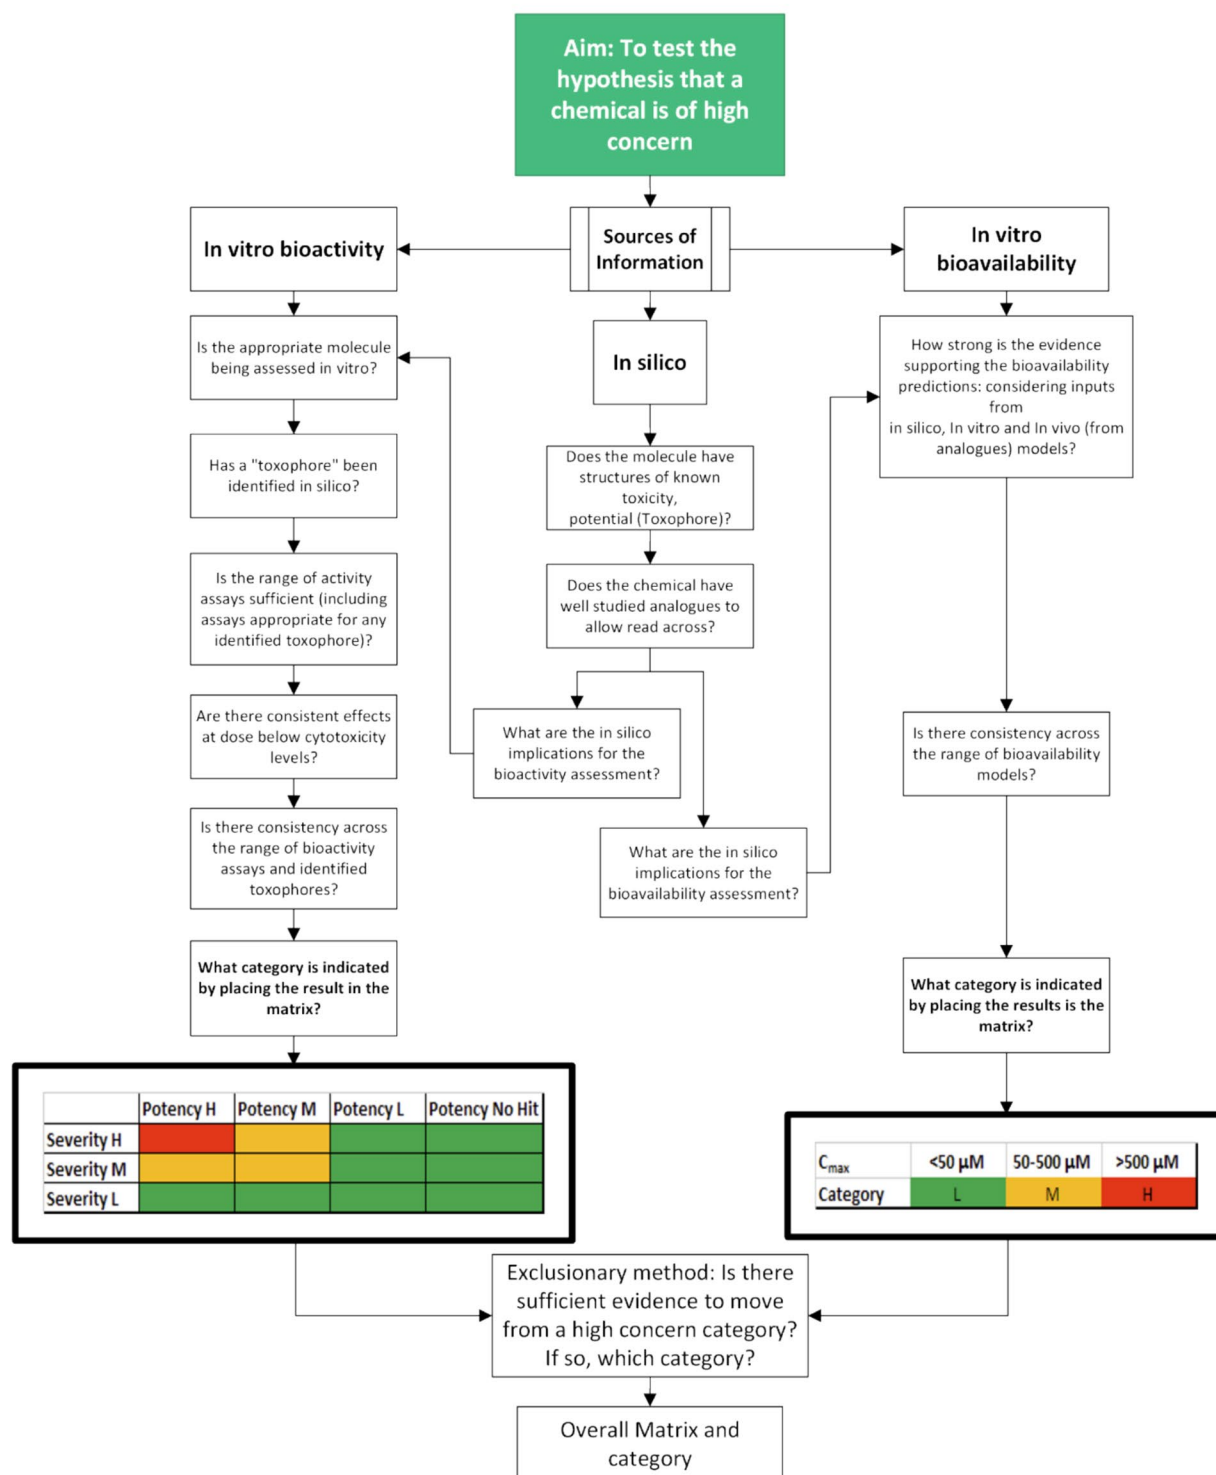 Aim: To test the
hypothesis that a
chemical is of high
concern
In vitro bioactivity
Sources of
Information
In vitro
bioavailability
Is the appropriate molecule
being assessed in vitro?
Has a "toxophore" been
identified in silico?
Is the range of activity
assays sufficient (including
assays appropriate for any
identified toxophore)?
Are there consistent effects
at dose below cytotoxicity
levels?
Is there consistency across
the range of bioactivity
assays and identified
toxophores?
What category is indicated
by placing the result in the
matrix?
In silico
Does the molecule have
structures of known
toxicity,
potential (Toxophore)?
Does the chemical have
well studied analogues to
allow read across?
What are the in silico
implications for the
bioactivity assessment?
What are the in silico
implications for the
bioavailability assessment?
How strong is the evidence
supporting the bioavailability
predictions: considering inputs
from
in silico, In vitro and In vivo (from
analogues) models?
Is there consistency across
the range of bioavailability
models?
What category is indicated
by placing the results is the
matrix?
Potency H Potency M Potency L Potency No Hit
Severity H
Severity M
Severity L
Cmax <50 µM 50-500 µM >500 µM
Category L M H
Exclusionary method: Is there
sufficient evidence to move
from a high concern category?
If so, which category?
Overall Matrix and
category